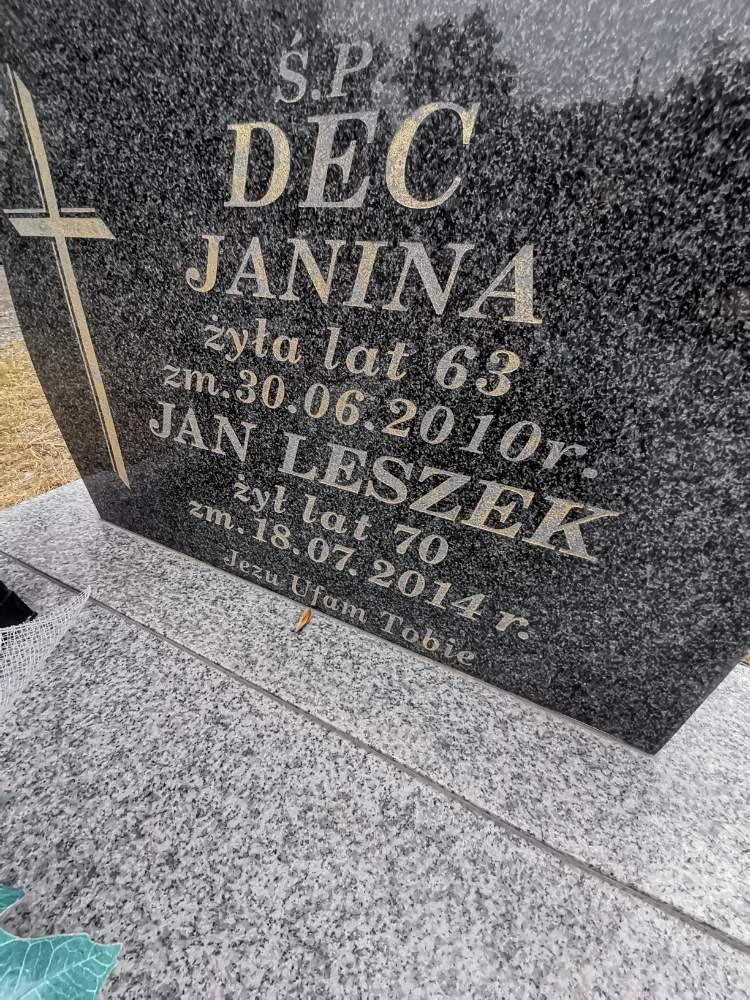 Ś.P.
DEC
JANINA
żyła lat 63
zm.30.06.2010r.
JAN LESZEK
żył lat 70
zm.18.07.2014 r.
Jezu Ufam Tobie